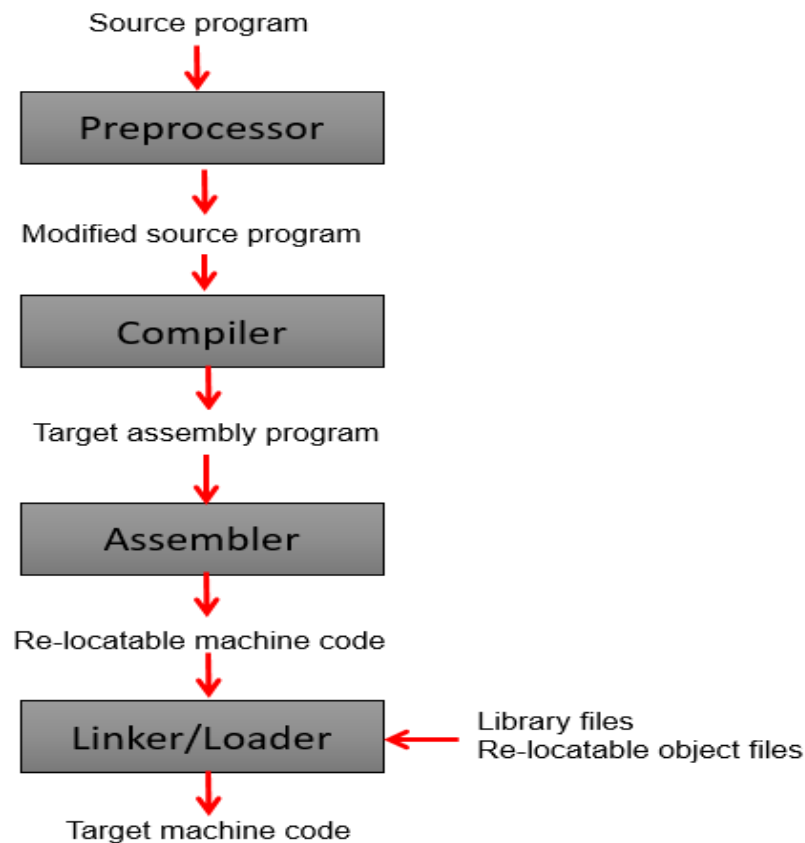 Source program
Preprocessor
Modified source program
Compiler
Target assembly program
Assembler
Re-locatable machine code
Linker/Loader
Library files
Re-locatable object files
Target machine code